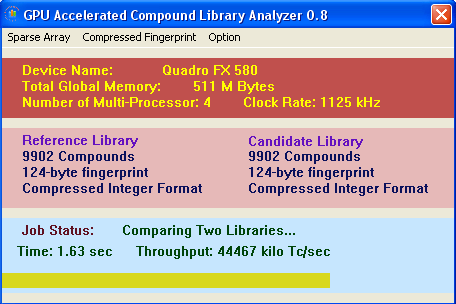 GPU Accelerated Compound Library Analyzer 0.8
Sparse Array Compressed Fingerprint Option
Device Name: Quadro FX 580
Total Global Memory: 511 M Bytes
Number of Multi-Processor: 4 Clock Rate: 1125 kHz
Reference Library Candidate Library
9902 Compounds 9902 Compounds
124-byte fingerprint 124-byte fingerprint
Compressed Integer Format Compressed Integer Format
Job Status: Comparing Two Libraries...
Time: 1.63 sec Throughput: 44467 kilo Tc/sec